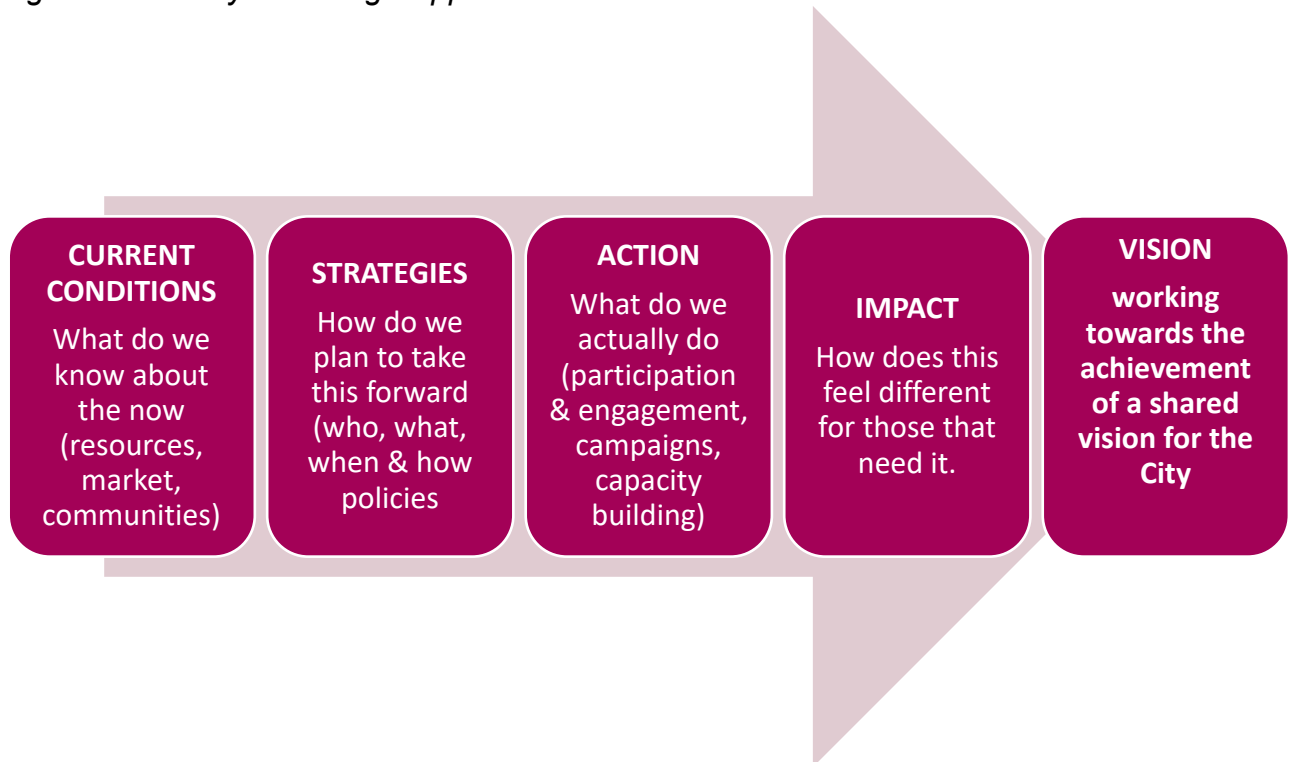 CURRENT
CONDITIONS
What do we
know about
the now
(resources,
market,
communities)
STRATEGIES
How do we
plan to take
this forward
(who, what,
when & how
policies
ACTION
What do we
actually do
(participation
& engagement,
campaigns,
capacity
building)
IMPACT
How does this
feel different
for those that
need it.
VISION
working
towards the
achievement
of a shared
vision for the
City